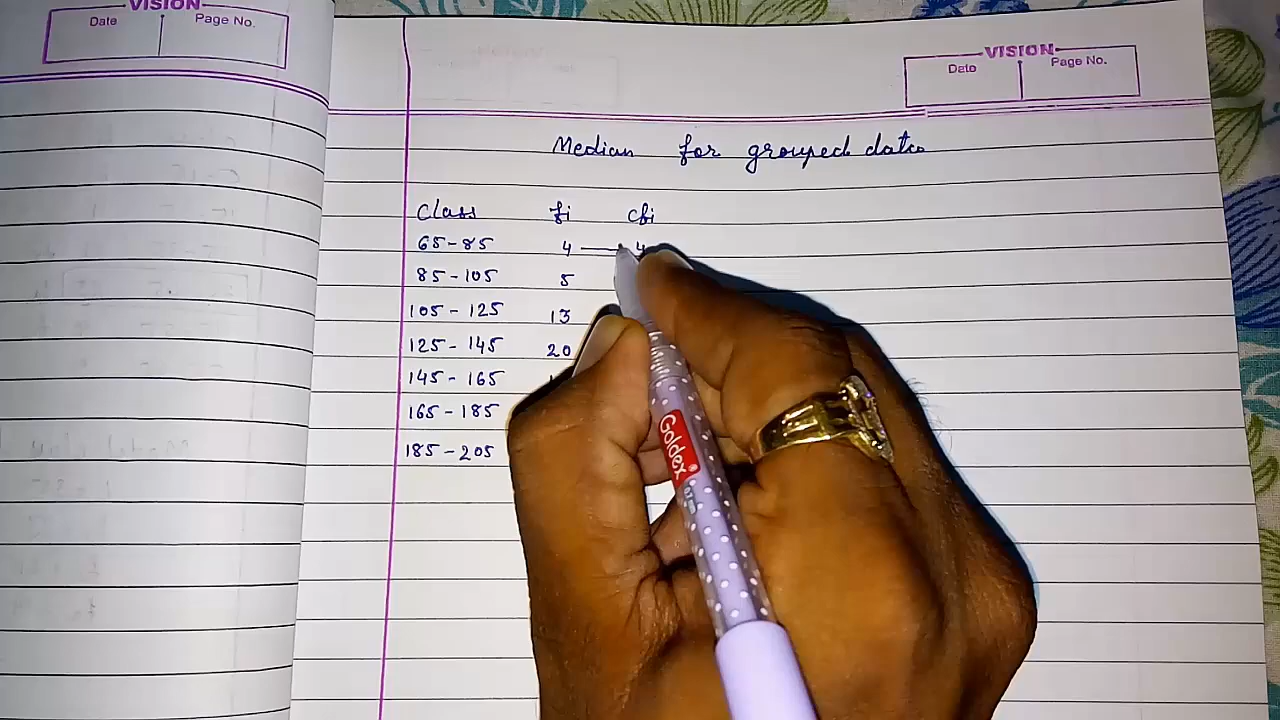 VISION
Date Page No.
VISION
Date Page No.
Median for grouped data
Class fi cfi
65-85 4 4
85-105 5
105-125 13
125-145 20
145-165
165-185
185-205
Goldex